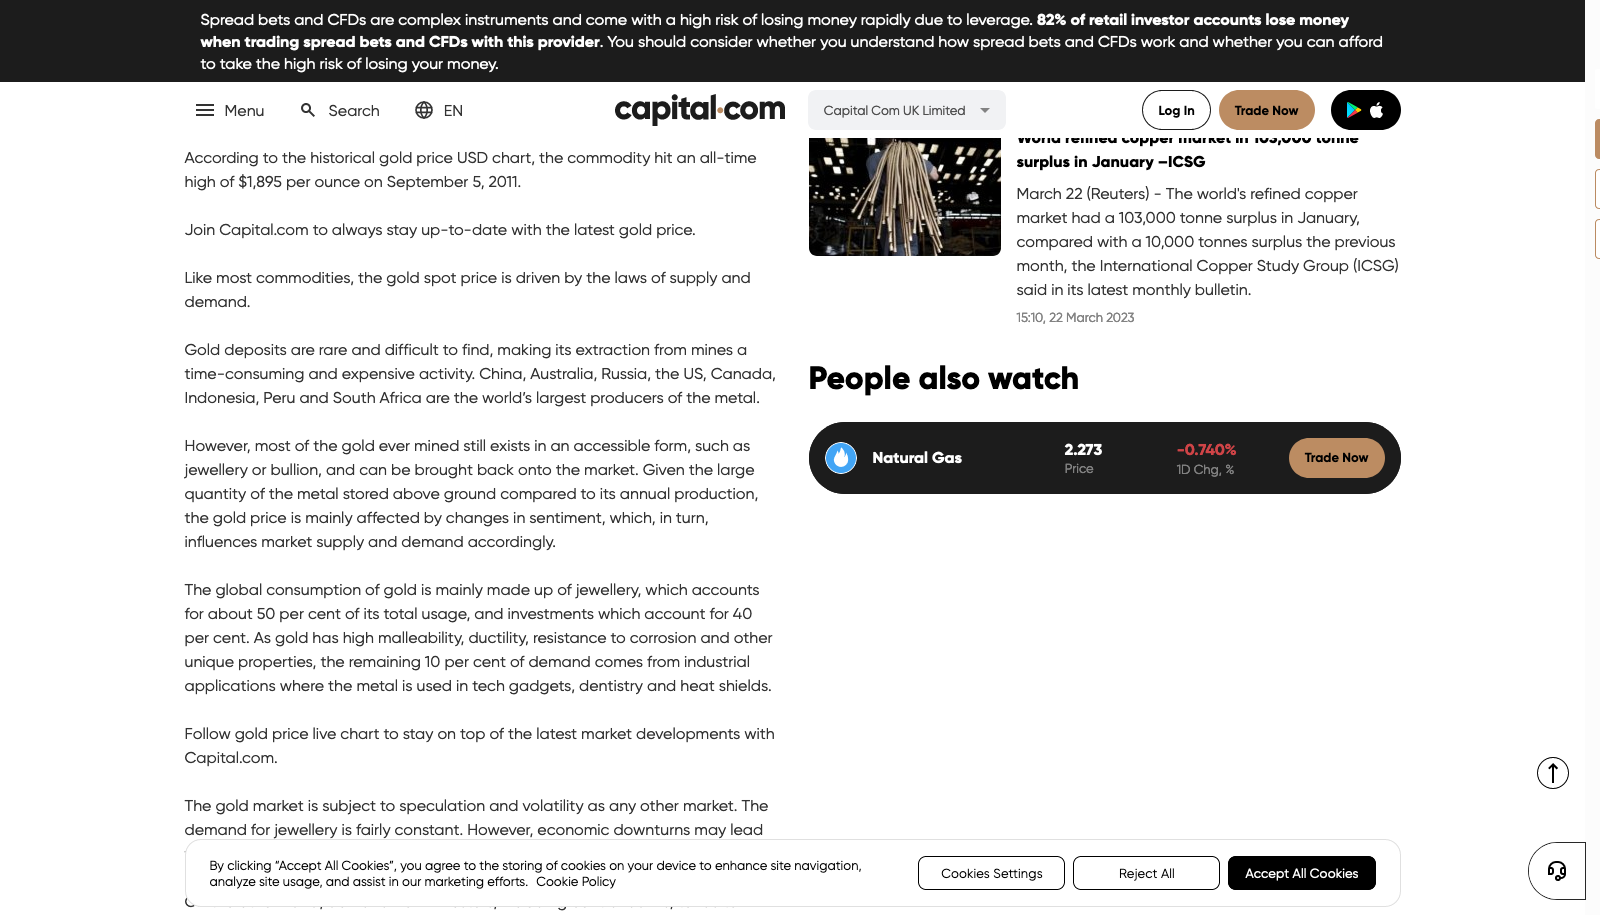 Spread bets and CFDs are complex instruments and come with a high risk of losing money rapidly due to leverage. 82% of retail investor accounts lose money
when trading spread bets and CFDs with this provider. You should consider whether you understand how spread bets and CFDs work and whether you can afford
to take the high risk of losing your money.
Menu
Search
EN
capital.com
Capital Com UK Limited
Log In
Trade Now
According to the historical gold price USD chart, the commodity hit an all-time
high of $1,895 per ounce on September 5, 2011.
Join Capital.com to always stay up-to-date with the latest gold price.
Like most commodities, the gold spot price is driven by the laws of supply and
demand.
Gold deposits are rare and difficult to find, making its extraction from mines a
time-consuming and expensive activity. China, Australia, Russia, the US, Canada,
Indonesia, Peru and South Africa are the world’s largest producers of the metal.
However, most of the gold ever mined still exists in an accessible form, such as
jewellery or bullion, and can be brought back onto the market. Given the large
quantity of the metal stored above ground compared to its annual production,
the gold price is mainly affected by changes in sentiment, which, in turn,
influences market supply and demand accordingly.
The global consumption of gold is mainly made up of jewellery, which accounts
for about 50 per cent of its total usage, and investments which account for 40
per cent. As gold has high malleability, ductility, resistance to corrosion and other
unique properties, the remaining 10 per cent of demand comes from industrial
applications where the metal is used in tech gadgets, dentistry and heat shields.
Follow gold price live chart to stay on top of the latest market developments with
Capital.com.
The gold market is subject to speculation and volatility as any other market. The
demand for jewellery is fairly constant. However, economic downturns may lead
World refined copper market in 103,000 tonne
surplus in January –ICSG
March 22 (Reuters) - The world's refined copper
market had a 103,000 tonne surplus in January,
compared with a 10,000 tonnes surplus the previous
month, the International Copper Study Group (ICSG)
said in its latest monthly bulletin.
15:10, 22 March 2023
People also watch
Natural Gas
2.273
Price
-0.740%
1D Chg, %
Trade Now
By clicking “Accept All Cookies”, you agree to the storing of cookies on your device to enhance site navigation,
analyze site usage, and assist in our marketing efforts. Cookie Policy
Cookies Settings
Reject All
Accept All Cookies